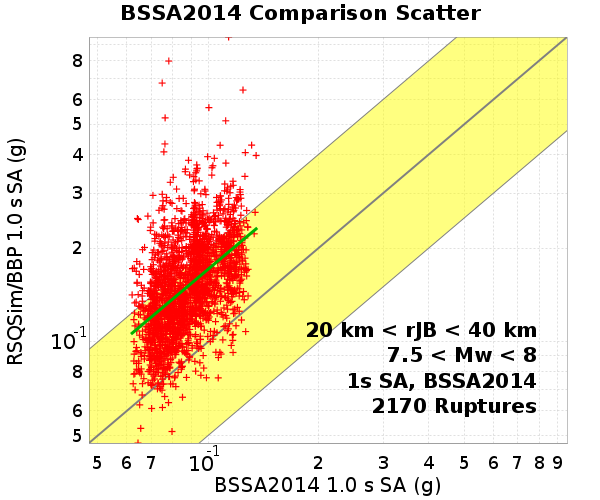 BSSA2014 Comparison Scatter
RSQSim/BBP 1.0 s SA (g)
8
6
5
4
3
2
10-1
8
6
5
20 km < rJB < 40 km
7.5 < Mw < 8
1s SA, BSSA2014
2170 Ruptures
5 6 7 10-1 2 3 4 5 6 7 8 9
BSSA2014 1.0 s SA (g)